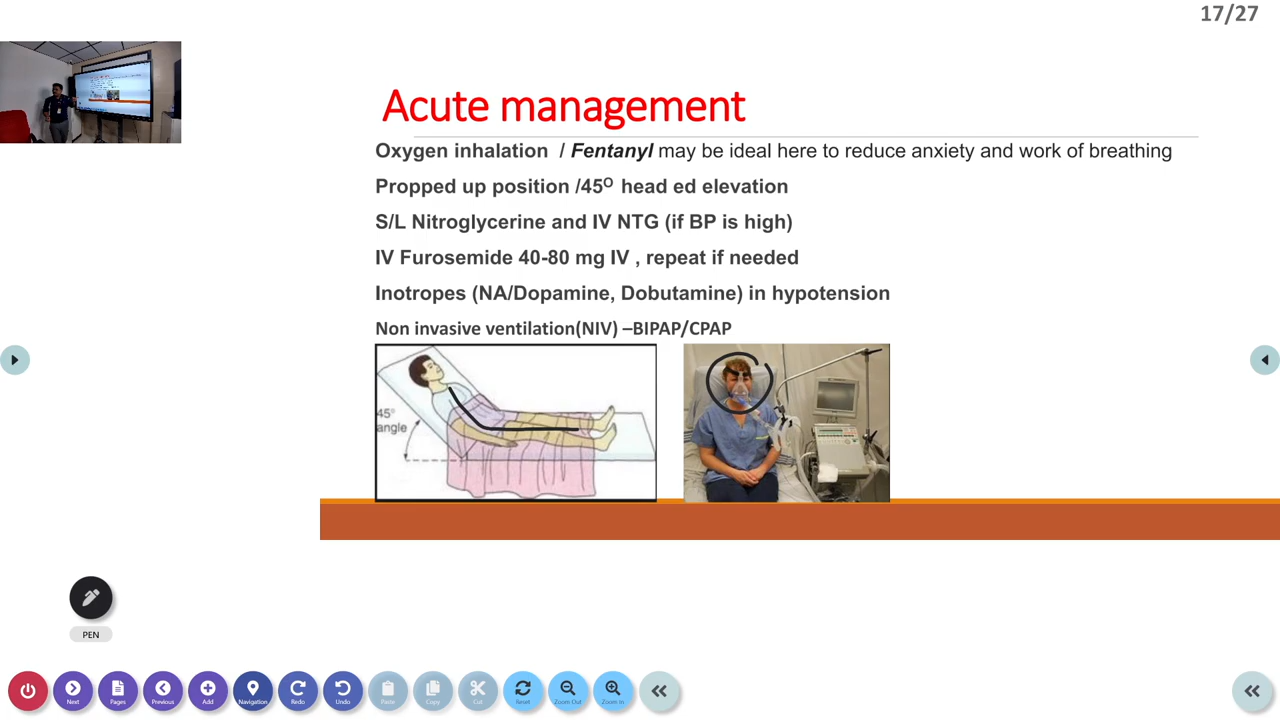 17/27
Acute management
Oxygen inhalation / Fentanyl may be ideal here to reduce anxiety and work of breathing
Propped up position /45O head ed elevation
S/L Nitroglycerine and IV NTG (if BP is high)
IV Furosemide 40-80 mg IV , repeat if needed
Inotropes (NA/Dopamine, Dobutamine) in hypotension
Non invasive ventilation(NIV) –BIPAP/CPAP
45°
angle
PEN
Next
Pages
Previous
Add
Navigation
Redo
Undo
Paste
Copy
Cut
Reset
Zoom Out
Zoom In